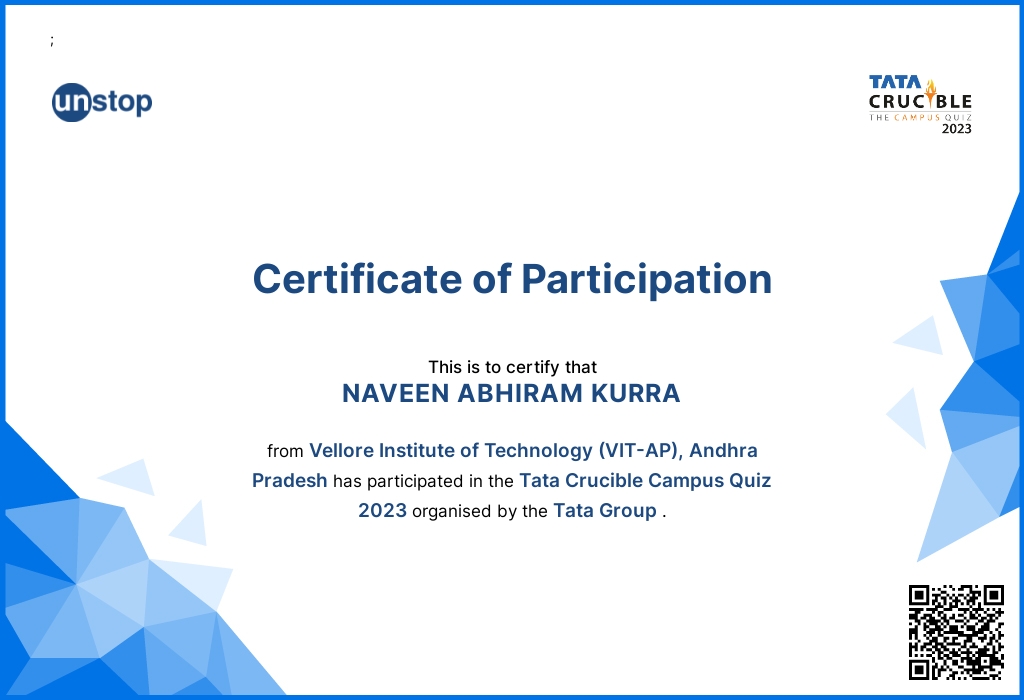 ;
unstop
TATA
CRUCIBLE
THE CAMPUS QUIZ
2023
Certificate of Participation
This is to certify that
NAVEEN ABHIRAM KURRA
from Vellore Institute of Technology (VIT-AP), Andhra
Pradesh has participated in the Tata Crucible Campus Quiz
2023 organised by the Tata Group .